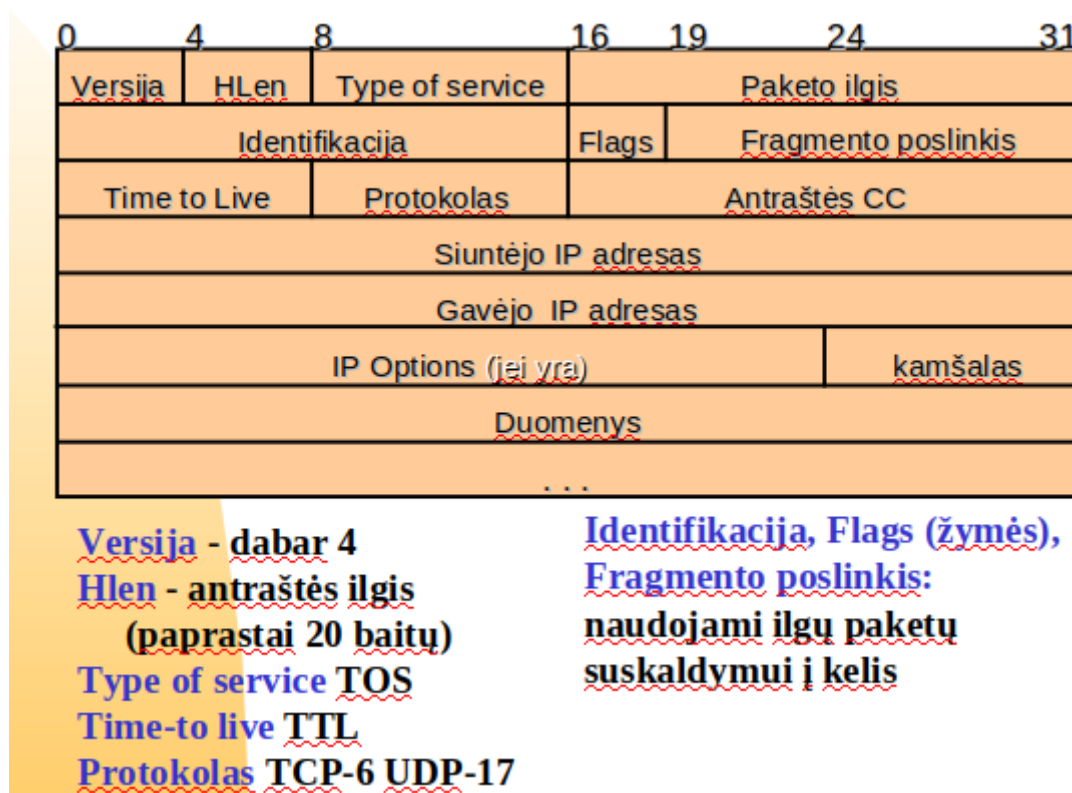 0 4 8 16 19 24 31
Versija HLen Type of service Paketo ilgis
Identifikacija Flags Fragmento poslinkis
Time to Live Protokolas Antraštės CC
Siuntėjo IP adresas
Gavėjo IP adresas
IP Options (jei yra) kamšalas
Duomenys
. . .
Versija - dabar 4
Hlen - antraštės ilgis
(paprastai 20 baitų)
Type of service TOS
Time-to live TTL
Protokolas TCP-6 UDP-17
Identifikacija, Flags (žymės),
Fragmento poslinkis:
naudojami ilgų paketų
suskaldymui į kelis